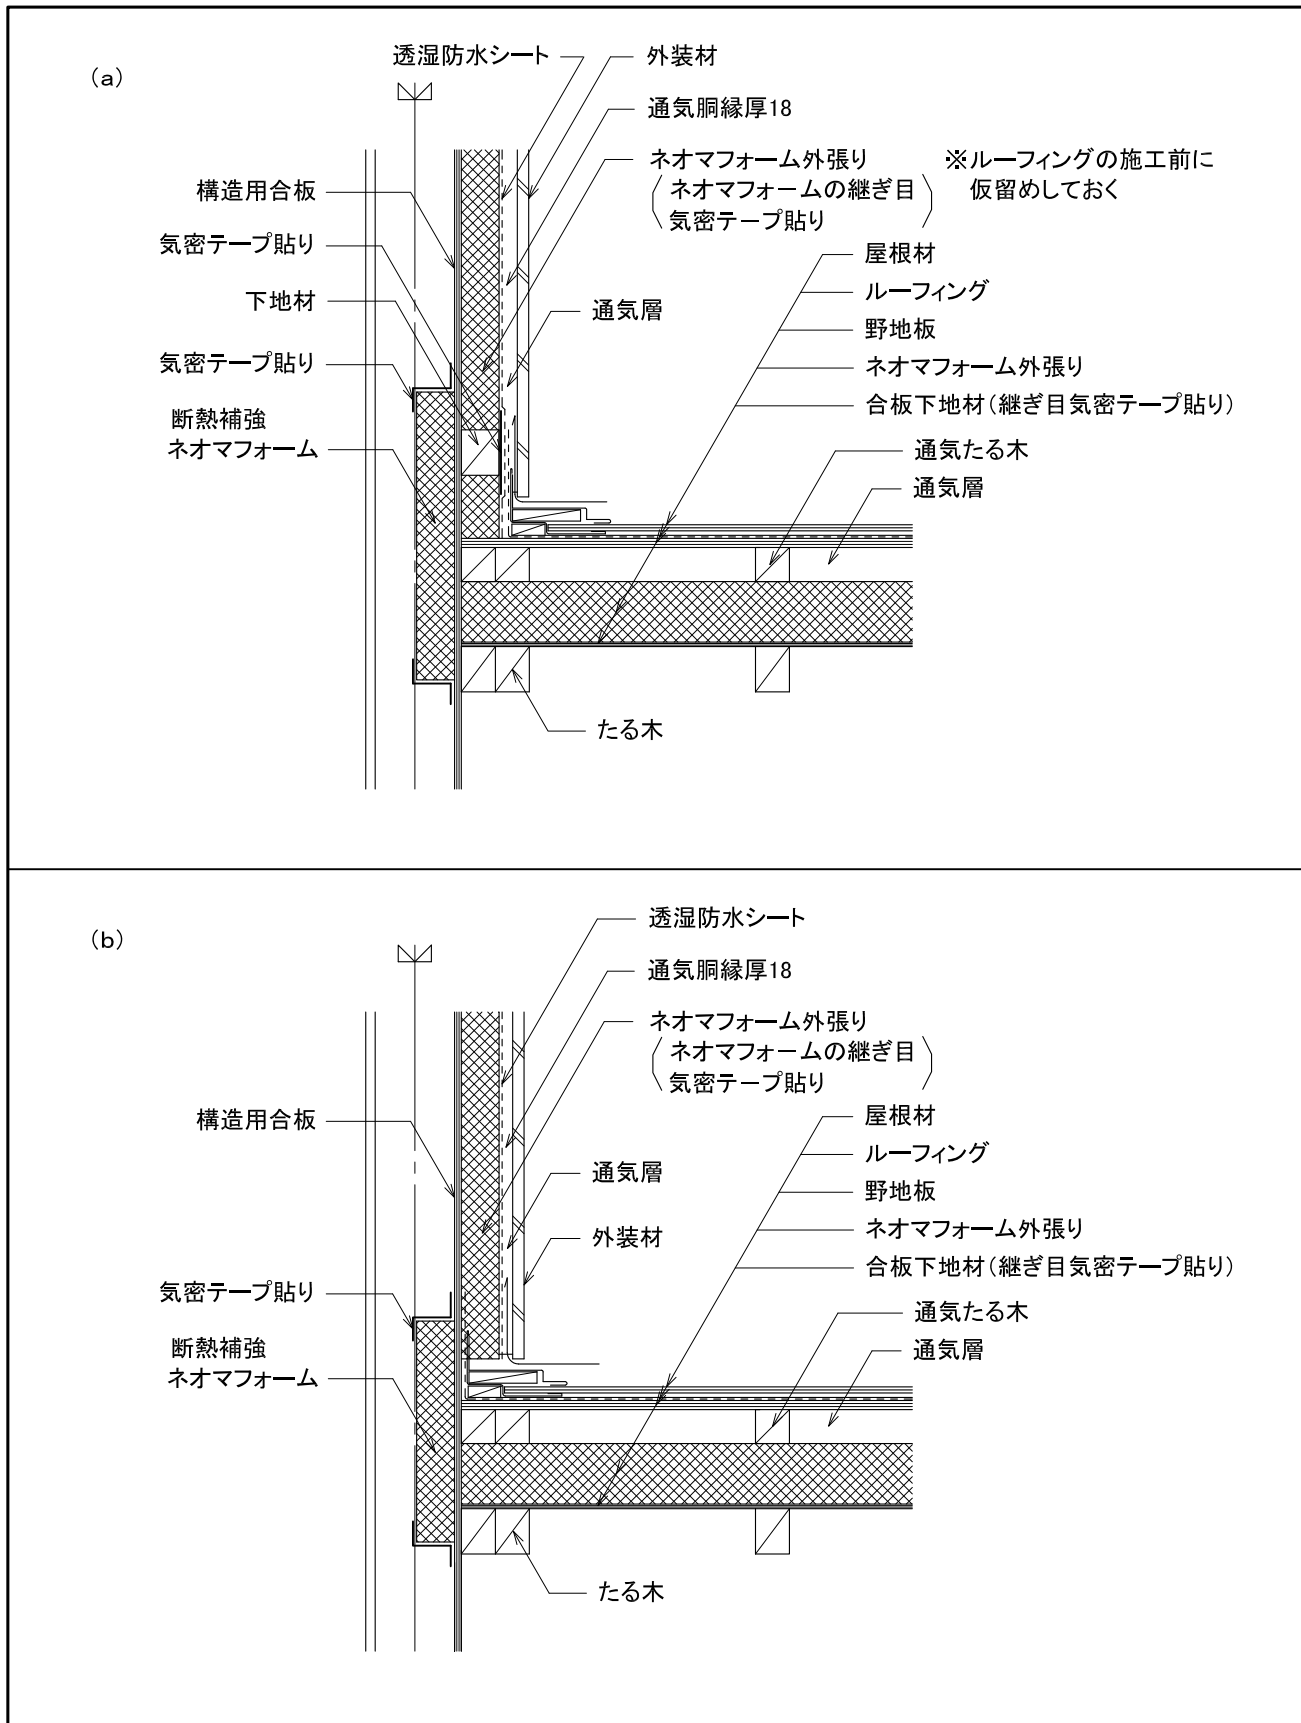 (a)
透湿防水シート
外装材
通気胴縁厚18
ネオマフォーム外張り
ネオマフォームの継ぎ目
気密テープ貼り
※ルーフィングの施工前に
仮留めしておく
構造用合板
気密テープ貼り
下地材
気密テープ貼り
断熱補強
ネオマフォーム
通気層
屋根材
ルーフィング
野地板
ネオマフォーム外張り
合板下地材(継ぎ目気密テープ貼り)
通気たる木
通気層
たる木
(b)
透湿防水シート
通気胴縁厚18
ネオマフォーム外張り
ネオマフォームの継ぎ目
気密テープ貼り
構造用合板
通気層
外装材
気密テープ貼り
断熱補強
ネオマフォーム
屋根材
ルーフィング
野地板
ネオマフォーム外張り
合板下地材(継ぎ目気密テープ貼り)
通気たる木
通気層
たる木